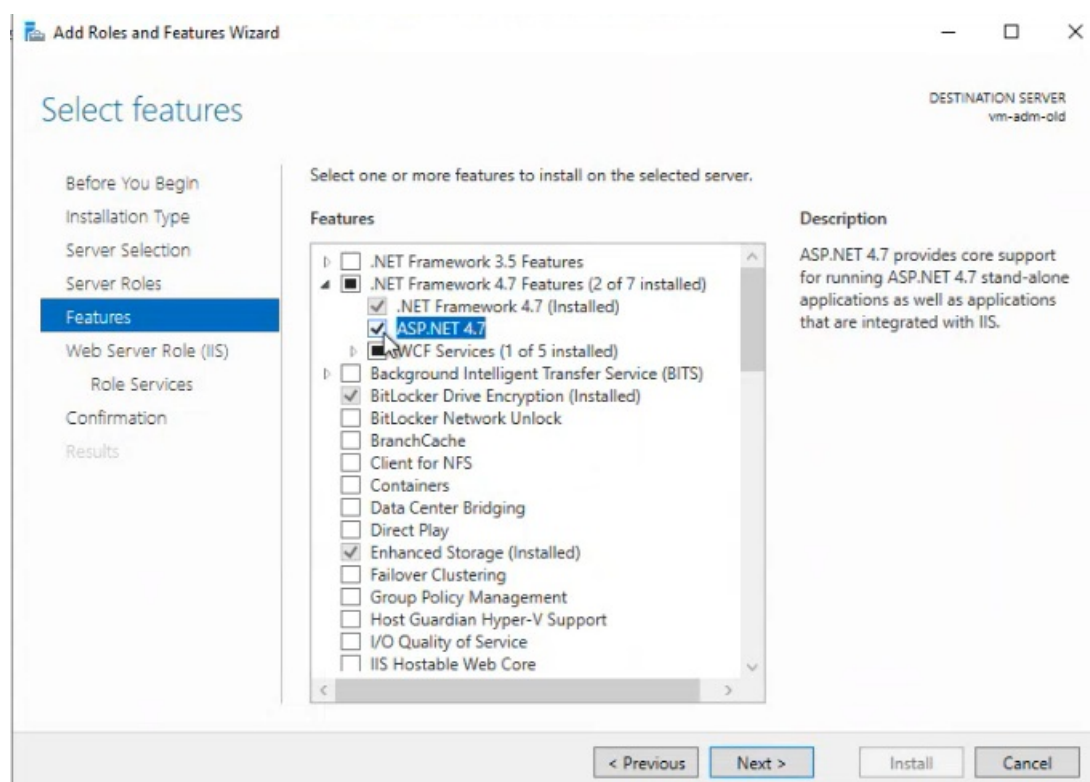 Add Roles and Features Wizard
Select features
DESTINATION SERVER
vm-adm-old
Before You Begin
Installation Type
Server Selection
Server Roles
Features
Web Server Role (IIS)
Role Services
Confirmation
Results
Select one or more features to install on the selected server.
Features
.NET Framework 3.5 Features
.NET Framework 4.7 Features (2 of 7 installed)
.NET Framework 4.7 (Installed)
ASP.NET 4.7
WCF Services (1 of 5 installed)
Background Intelligent Transfer Service (BITS)
BitLocker Drive Encryption (Installed)
BitLocker Network Unlock
BranchCache
Client for NFS
Containers
Data Center Bridging
Direct Play
Enhanced Storage (Installed)
Failover Clustering
Group Policy Management
Host Guardian Hyper-V Support
I/O Quality of Service
IIS Hostable Web Core
Description
ASP.NET 4.7 provides core support
for running ASP.NET 4.7 stand-alone
applications as well as applications
that are integrated with IIS.
< Previous
Next >
Install
Cancel